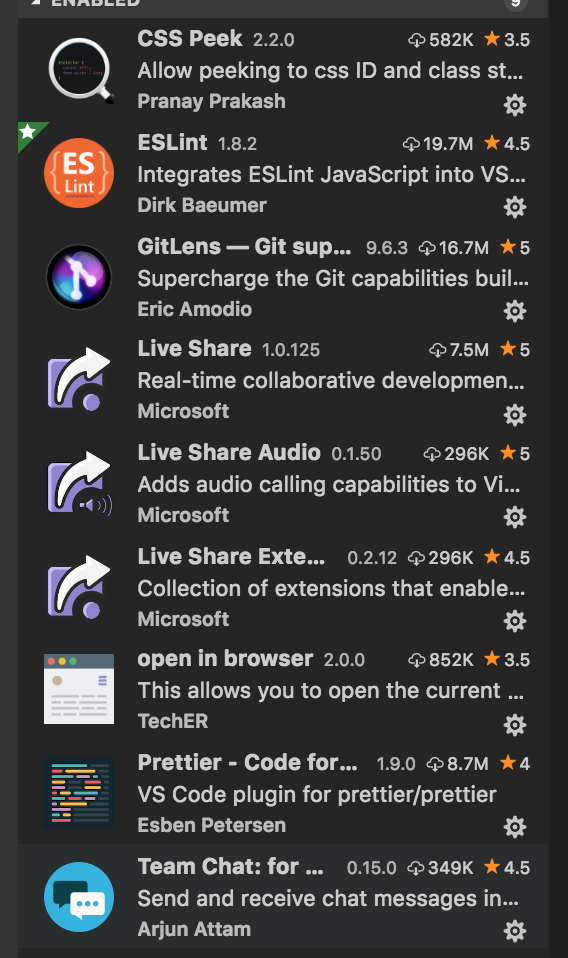 ENABLED 9
CSS Peek 2.2.0 582K 3.5
Allow peeking to css ID and class st...
Pranay Prakash
ESLint 1.8.2 19.7M 4.5
ES
Lint
Integrates ESLint JavaScript into VS...
Dirk Baeumer
GitLens — Git sup... 9.6.3 16.7M 5
Supercharge the Git capabilities buil...
Eric Amodio
Live Share 1.0.125 7.5M 5
Real-time collaborative developmen...
Microsoft
Live Share Audio 0.1.50 296K 5
Adds audio calling capabilities to Vi...
Microsoft
Live Share Exte... 0.2.12 296K 4.5
Collection of extensions that enable...
Microsoft
open in browser 2.0.0 852K 3.5
This allows you to open the current ...
TechER
Prettier - Code for... 1.9.0 8.7M 4
VS Code plugin for prettier/prettier
Esben Petersen
Team Chat: for ... 0.15.0 349K 4.5
Send and receive chat messages in...
Arjun Attam